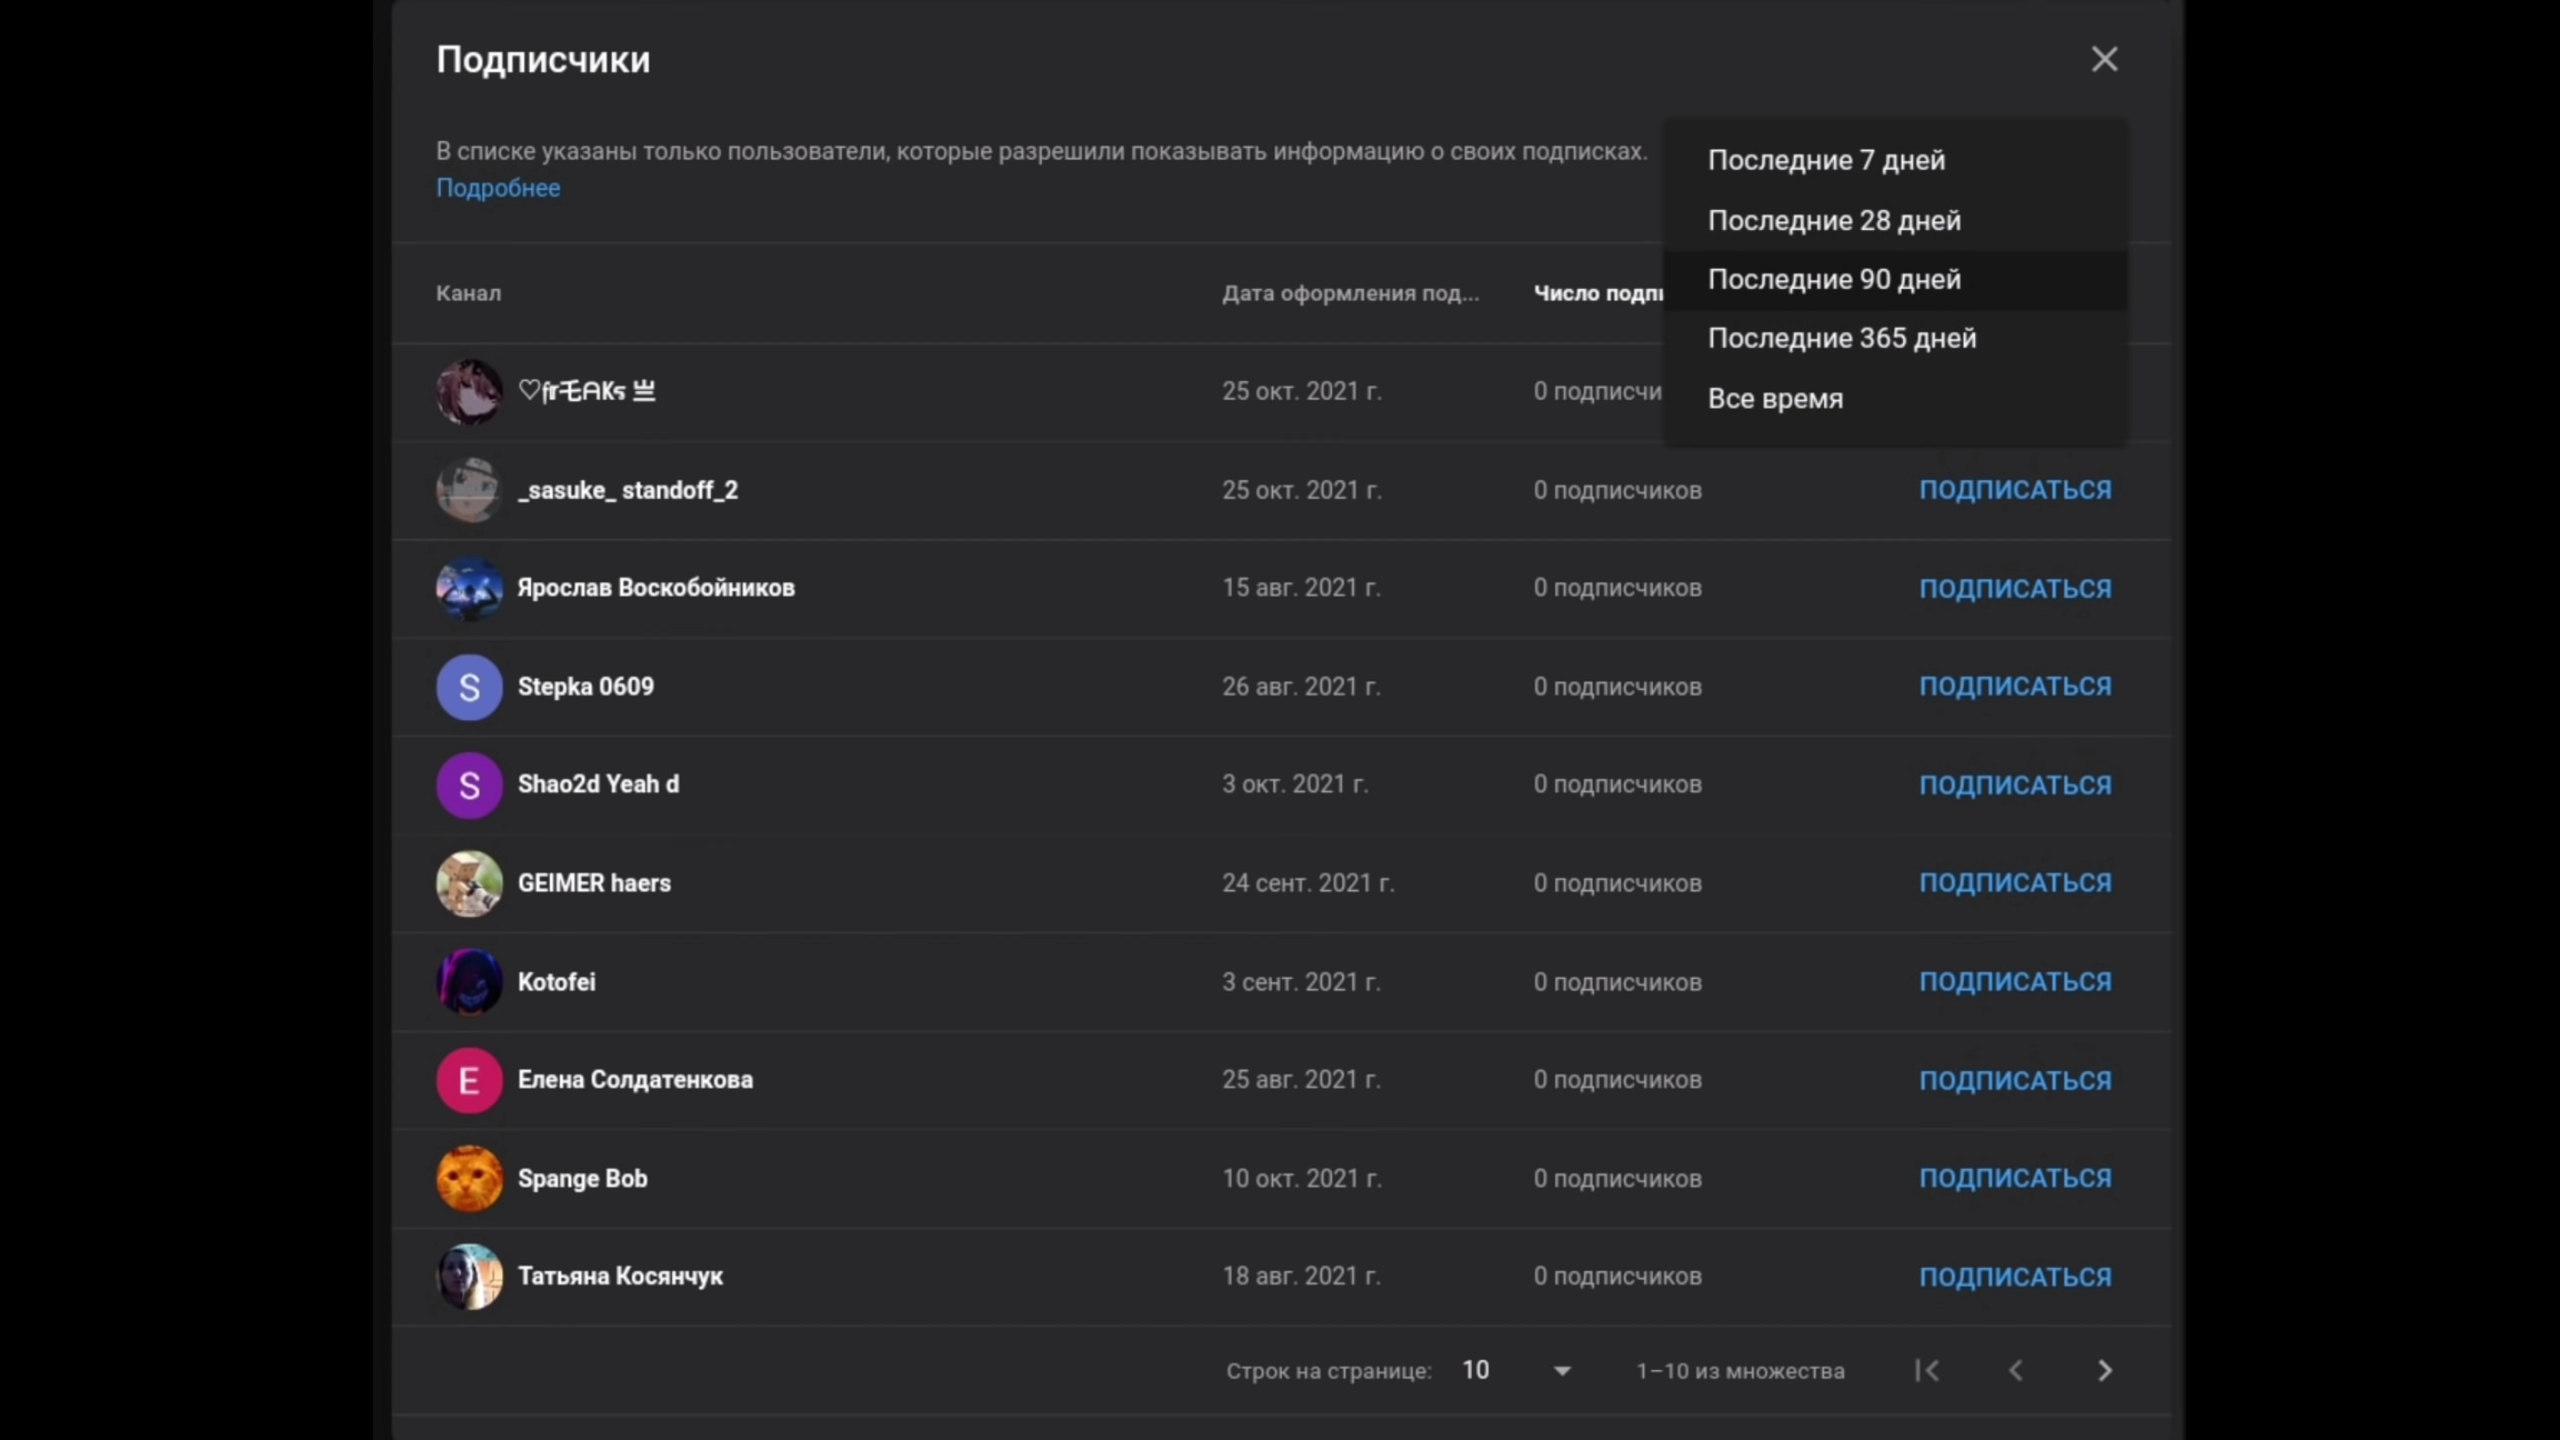 Подписчики
В списке указаны только пользователи, которые разрешили показывать информацию о своих подписках.
Подробнее
Последние 7 дней
Последние 28 дней
Последние 90 дней
Последние 365 дней
Все время
Канал Дата оформления под... Число
25 окт. 2021 г. 0
_sasuke_ standoff_2 25 окт. 2021 г. 0 подписчиков ПОДПИСАТЬСЯ
Ярослав Воскобойников 15 авг. 2021 г. 0 подписчиков ПОДПИСАТЬСЯ
S Stepka 0609 26 авг. 2021 г. 0 подписчиков ПОДПИСАТЬСЯ
S Shao2d Yeah d 3 окт. 2021 г. 0 подписчиков ПОДПИСАТЬСЯ
GEIMER haers 24 сент. 2021 г. 0 подписчиков ПОДПИСАТЬСЯ
Kotofei 3 сент. 2021 г. 0 подписчиков ПОДПИСАТЬСЯ
Е Елена Солдатенкова 25 авг. 2021 г. 0 подписчиков ПОДПИСАТЬСЯ
Spange Bob 10 окт. 2021 г. 0 подписчиков ПОДПИСАТЬСЯ
Татьяна Косянчук 18 авг. 2021 г. 0 подписчиков ПОДПИСАТЬСЯ
Строк на странице: 10 1–10 из множества